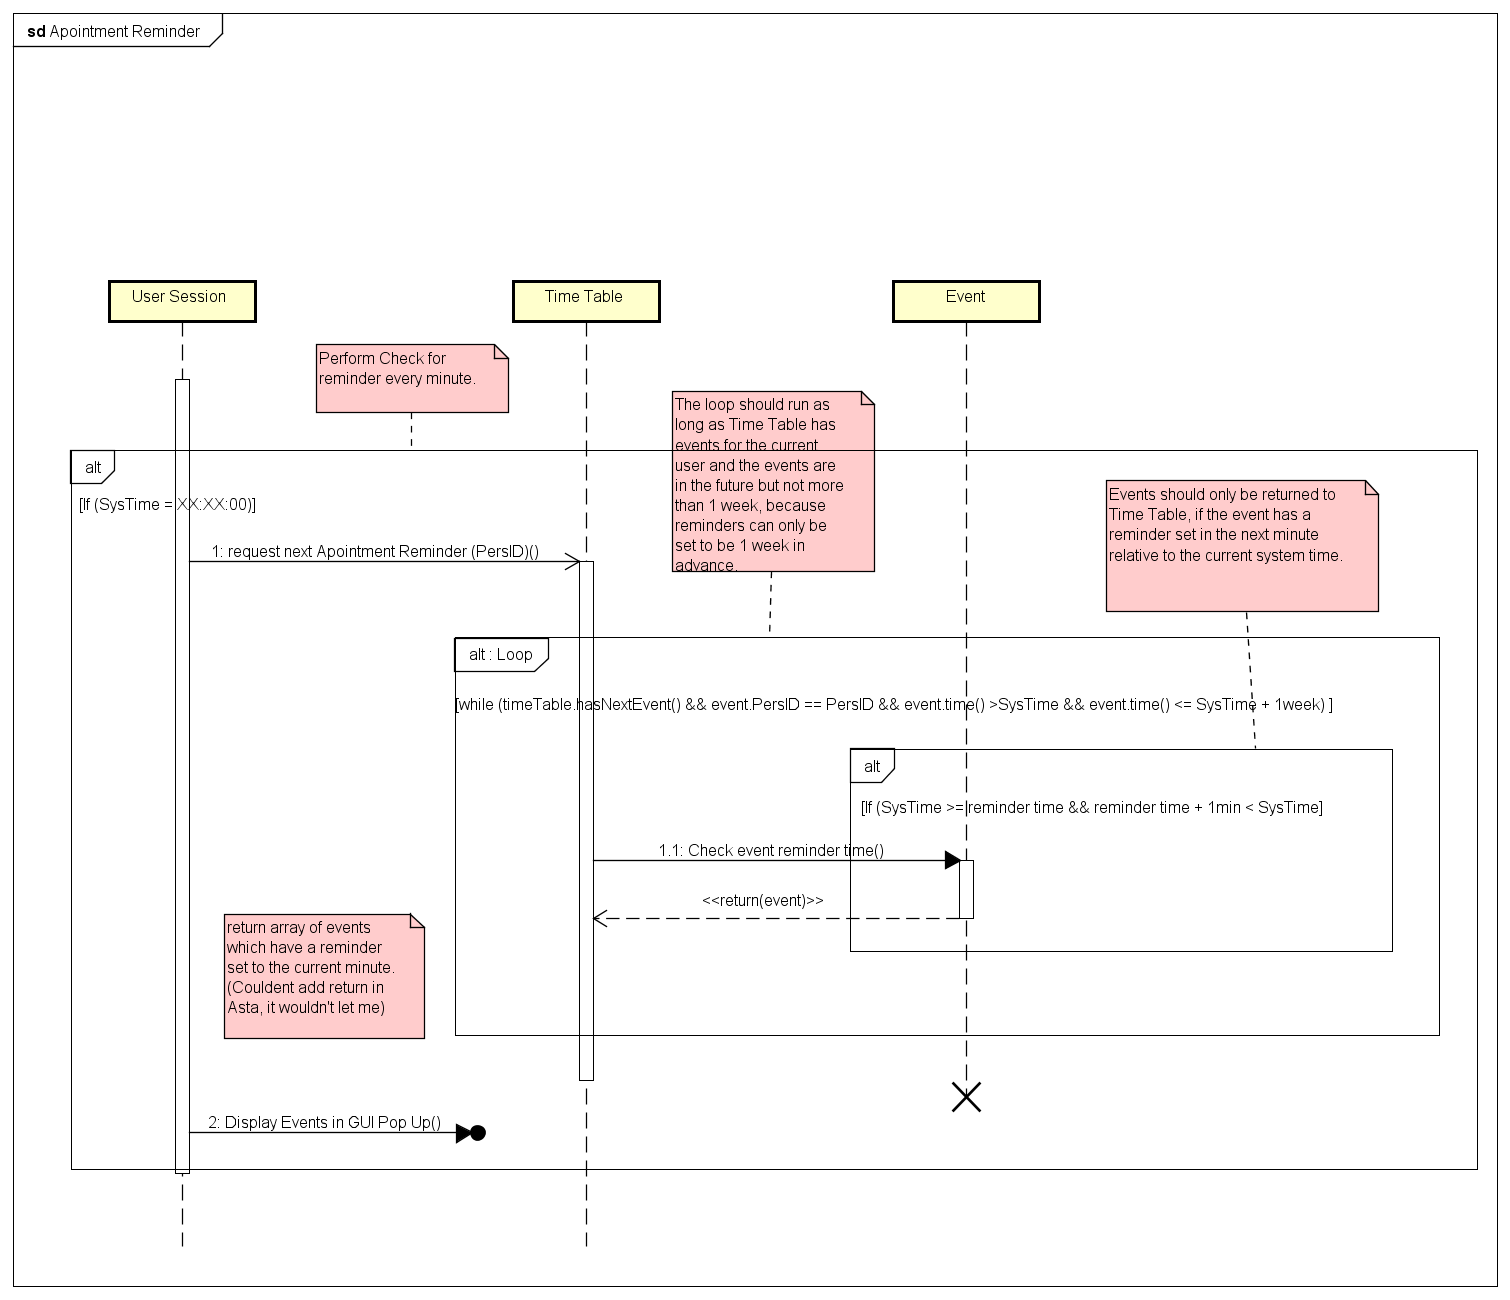 sd Apointment Reminder
User Session
Time Table
Event
Perform Check for
reminder every minute.
The loop should run as
long as Time Table has
events for the current
user and the events are
in the future but not more
than 1 week, because
reminders can only be
set to be 1 week in
advance.
alt
[If (SysTime = XX:XX:00)]
Events should only be returned to
Time Table, if the event has a
reminder set in the next minute
relative to the current system time.
1: request next Apointment Reminder (PersID)()
alt : Loop
[while (timeTable.hasNextEvent() && event.PersID == PersID && event.time() >SysTime && event.time() <= SysTime + 1week) ]
alt
[If (SysTime >= reminder time && reminder time + 1min < SysTime]
1.1: Check event reminder time()
<<return(event)>>
return array of events
which have a reminder
set to the current minute.
(Couldent add return in
Asta, it wouldn't let me)
2: Display Events in GUI Pop Up()